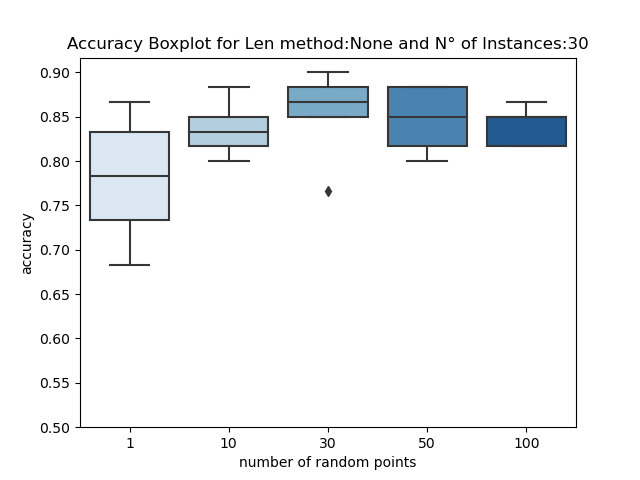 Accuracy Boxplot for Len method:None and N° of Instances:30
0.90
0.85
0.80
0.75
0.70
0.65
0.60
0.55
0.50
accuracy
1 10 30 50 100
number of random points